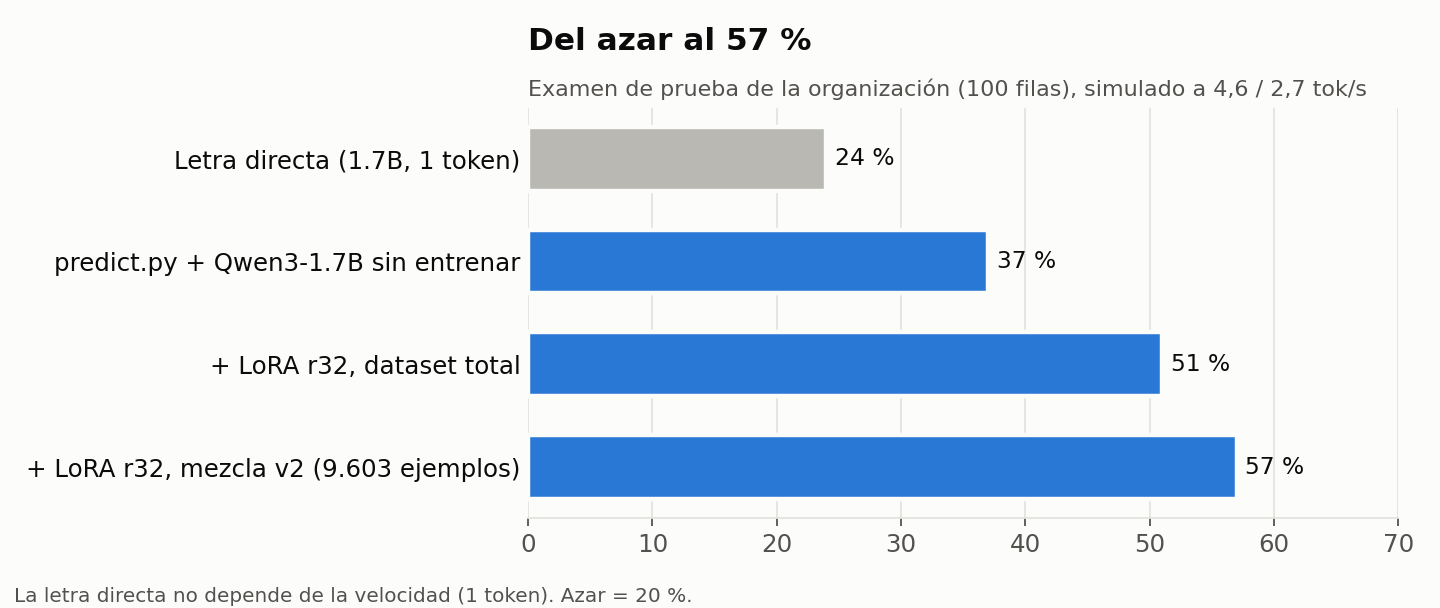 Del azar al 57 %
Examen de prueba de la organización (100 filas), simulado a 4,6 / 2,7 tok/s
Letra directa (1.7B, 1 token)
24 %
predict.py + Qwen3-1.7B sin entrenar
37 %
+ LoRA r32, dataset total
51 %
+ LoRA r32, mezcla v2 (9.603 ejemplos)
57 %
0 10 20 30 40 50 60 70
La letra directa no depende de la velocidad (1 token). Azar = 20 %.